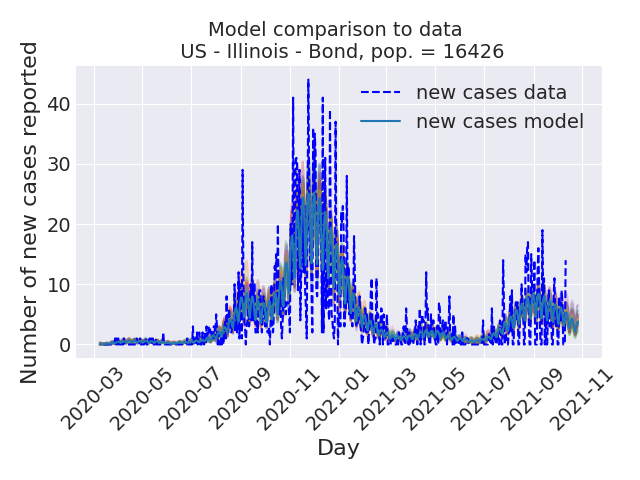 Model comparison to data
US - Illinois - Bond, pop. = 16426
Number of new cases reported
40
30
20
10
0
new cases data
new cases model
2020-03
2020-05
2020-07
2020-09
2020-11
2021-01
2021-03
2021-05
2021-07
2021-09
2021-11
Day